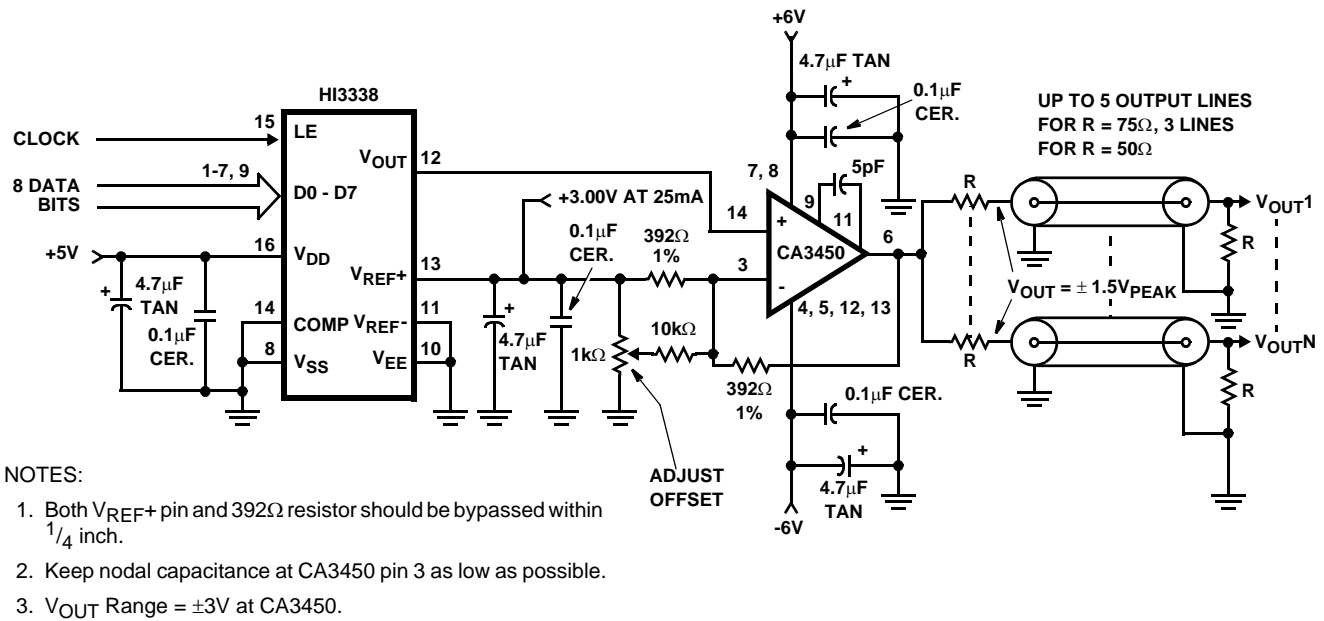 +6V
4.7μF TAN
+
0.1μF
CER.
HI3338
UP TO 5 OUTPUT LINES
FOR R = 75Ω, 3 LINES
FOR R = 50Ω
CLOCK
15
LE
VOUT
12
7, 8
5pF
8 DATA
BITS
1-7, 9
D0 - D7
+3.00V AT 25mA
14
+
9
11
R
VOUT1
+5V
16
VDD
0.1μF
CER.
392Ω
1%
CA3450
6
R
VREF+
13
3
-
4, 5, 12, 13
VOUT = ± 1.5VPEAK
+
4.7μF
TAN
0.1μF
CER.
14
COMP
VREF-
11
+
4.7μF
TAN
1kΩ
10kΩ
R
VOUTN
8
VSS
VEE
10
392Ω
1%
0.1μF CER.
R
ADJUST
OFFSET
+
4.7μF
TAN
-6V
NOTES:
1. Both VREF+ pin and 392Ω resistor should be bypassed within
1/4 inch.
2. Keep nodal capacitance at CA3450 pin 3 as low as possible.
3. VOUT Range = ±3V at CA3450.